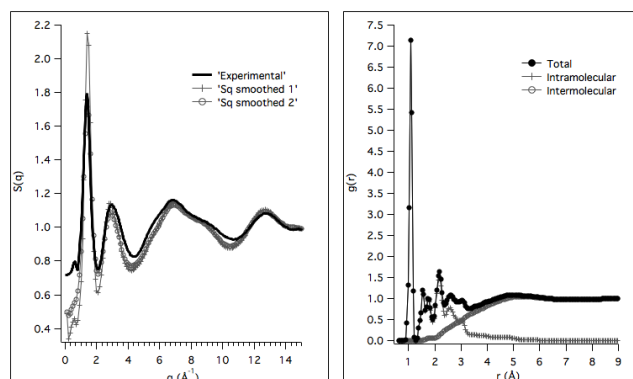 2.2
2.0
1.8
1.6
1.4
1.2
1.0
0.8
0.6
0.4
S(q)
'Experimental'
'Sq smoothed 1'
'Sq smoothed 2'
0 2 4 6 8 10 12 14
q (Å⁻¹)
7.5
7.0
6.5
6.0
5.5
5.0
4.5
4.0
3.5
3.0
2.5
2.0
1.5
1.0
0.5
0.0
g(r)
Total
Intramolecular
Intermolecular
1 2 3 4 5 6 7 8 9
r (Å)